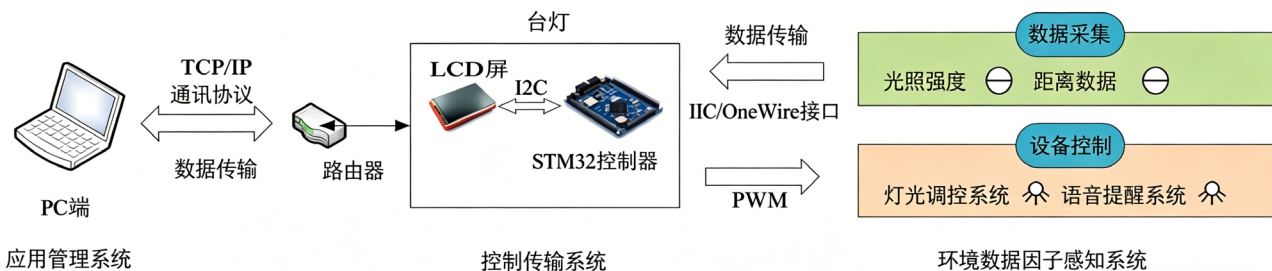 台灯
数据采集
数据传输
TCP/IP
通讯协议
LCD屏
I2C
光照强度
距离数据
IIC/OneWire接口
设备控制
数据传输
路由器
STM32控制器
PWM
灯光调控系统
语音提醒系统
PC端
应用管理系统
控制传输系统
环境数据因子感知系统